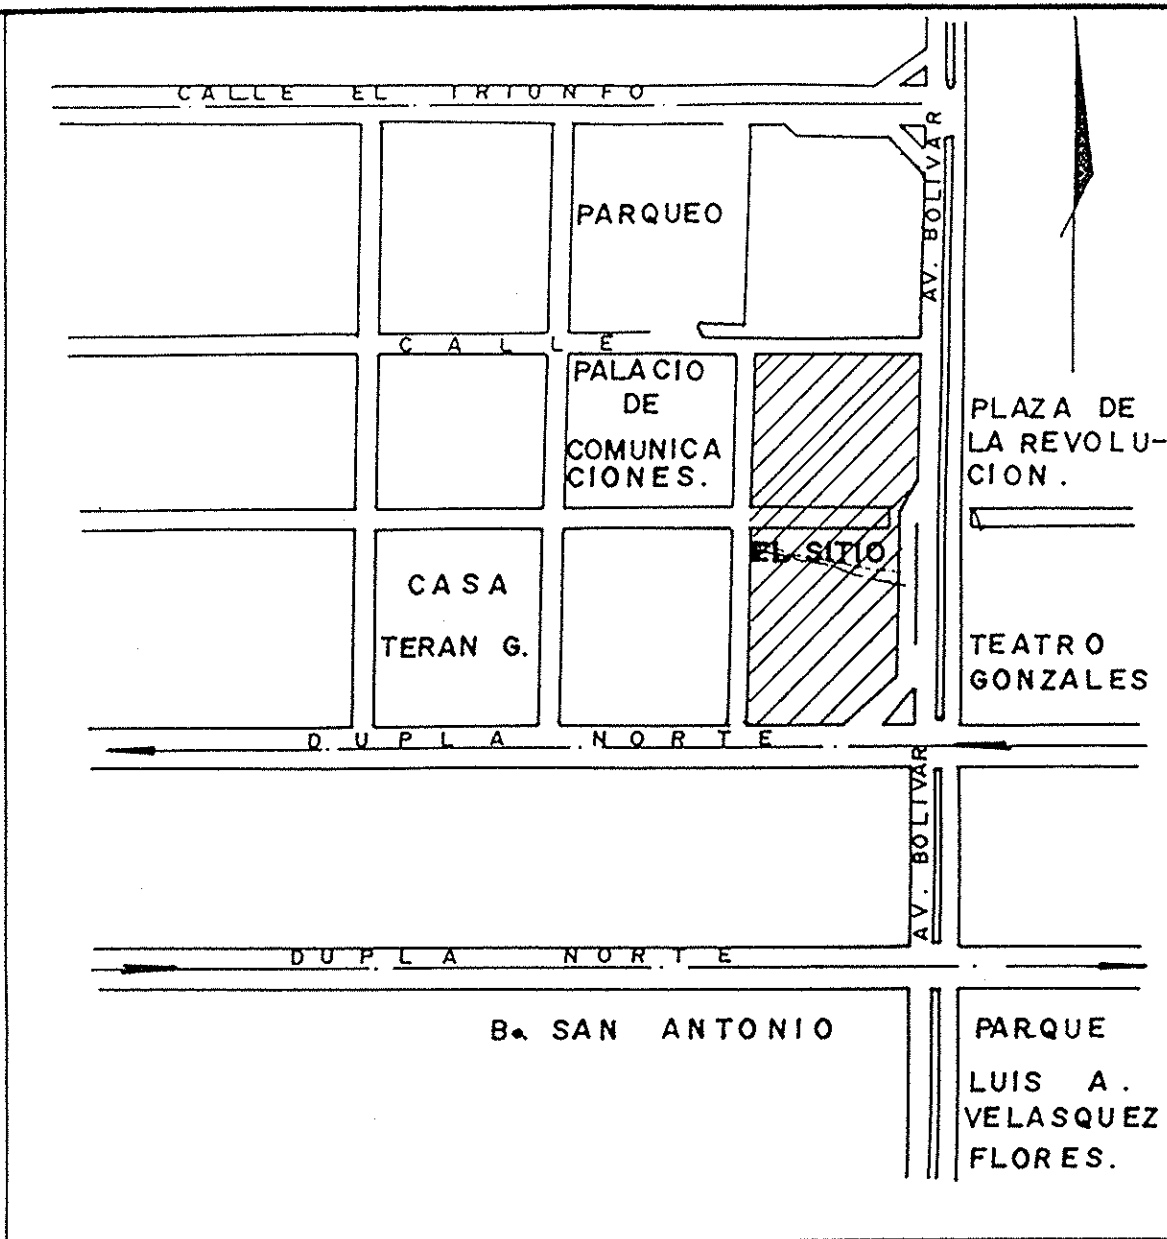 CALLE EL TRIUNFO
AV. BOLIVAR
PARQUEO
CALLE
PALACIO
DE
COMUNICA
CIONES.
PLAZA DE
LA REVOLU-
CION.
EL SITIO
CASA
TERAN G.
TEATRO
GONZALES
DUPLA NORTE
AV. BOLIVAR
DUPLA NORTE
Bo. SAN ANTONIO
PARQUE
LUIS A.
VELASQUEZ
FLORES.